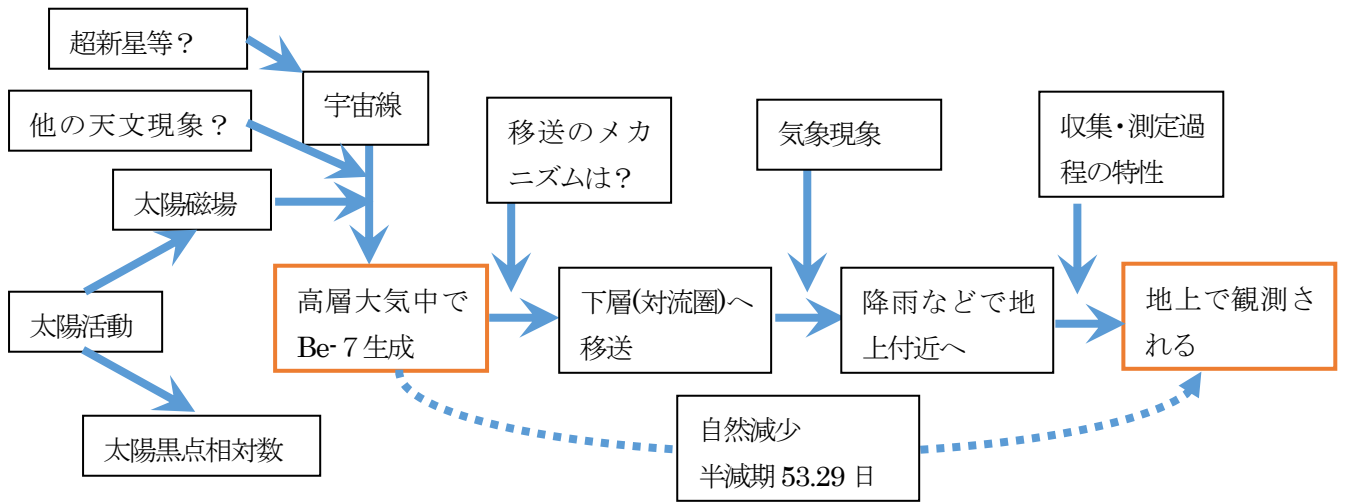 超新星等？
他の天文現象？
宇宙線
太陽磁場
太陽活動
太陽黒点相対数
移送のメカ
ニズムは？
気象現象
収集・測定過
程の特性
高層大気中で
Be-７生成
下層(対流圏)へ
移送
降雨などで地
上付近へ
地上で観測さ
れる
自然減少
半減期 53.29 日